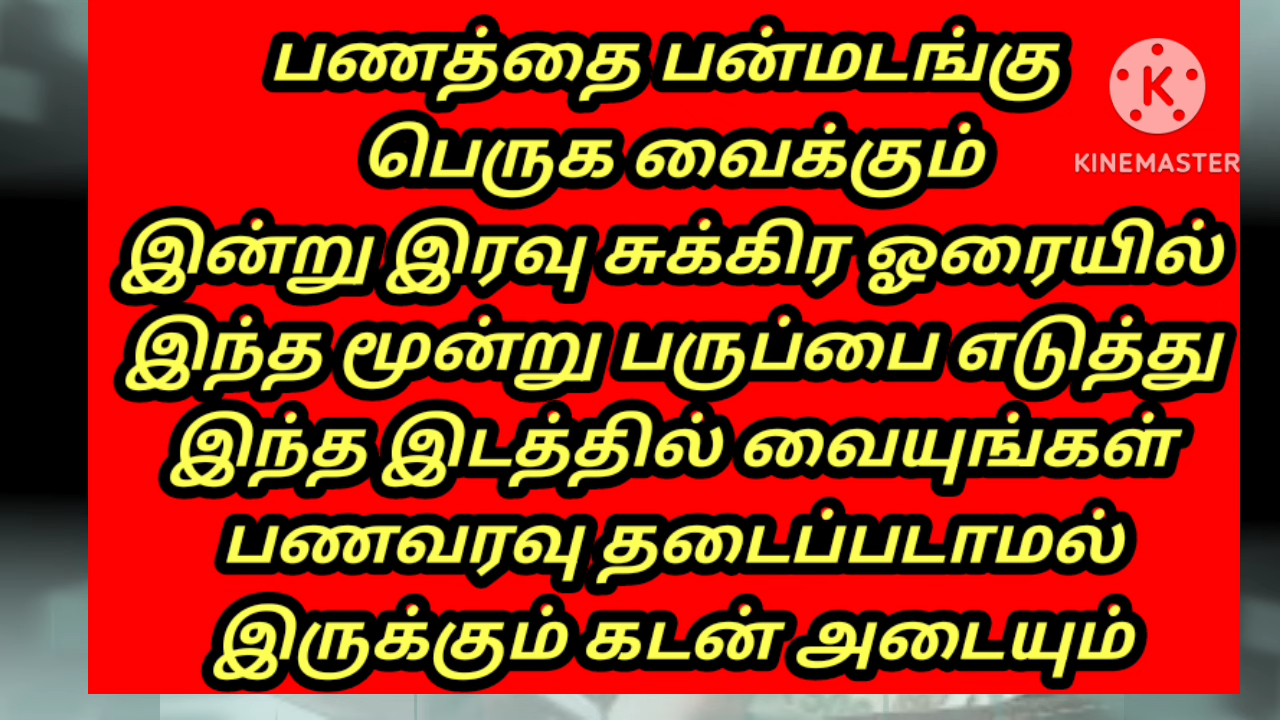 பணத்தை பன்மடங்கு
பெருக வைக்கும்
இன்று இரவு சுக்கிர ஓரையில்
இந்த மூன்று பருப்பை எடுத்து
இந்த இடத்தில் வையுங்கள்
பணவரவு தடைப்படாமல்
இருக்கும் கடன் அடையும்
K
KINEMASTER